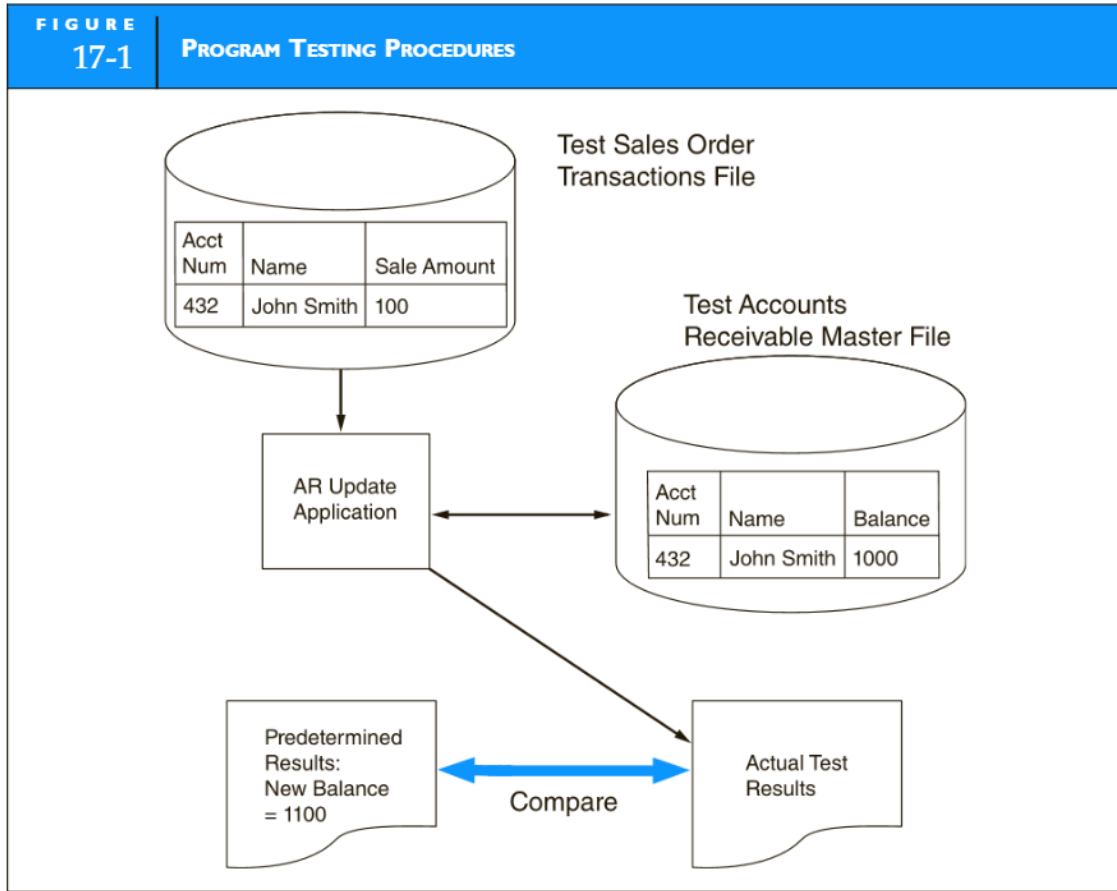 FIGURE
17-1
PROGRAM TESTING PROCEDURES
Test Sales Order
Transactions File
Acct
Num Name Sale Amount
432 John Smith 100
Test Accounts
Receivable Master File
Acct
Num Name Balance
432 John Smith 1000
AR Update
Application
Predetermined
Results:
New Balance
= 1100
Compare
Actual Test
Results